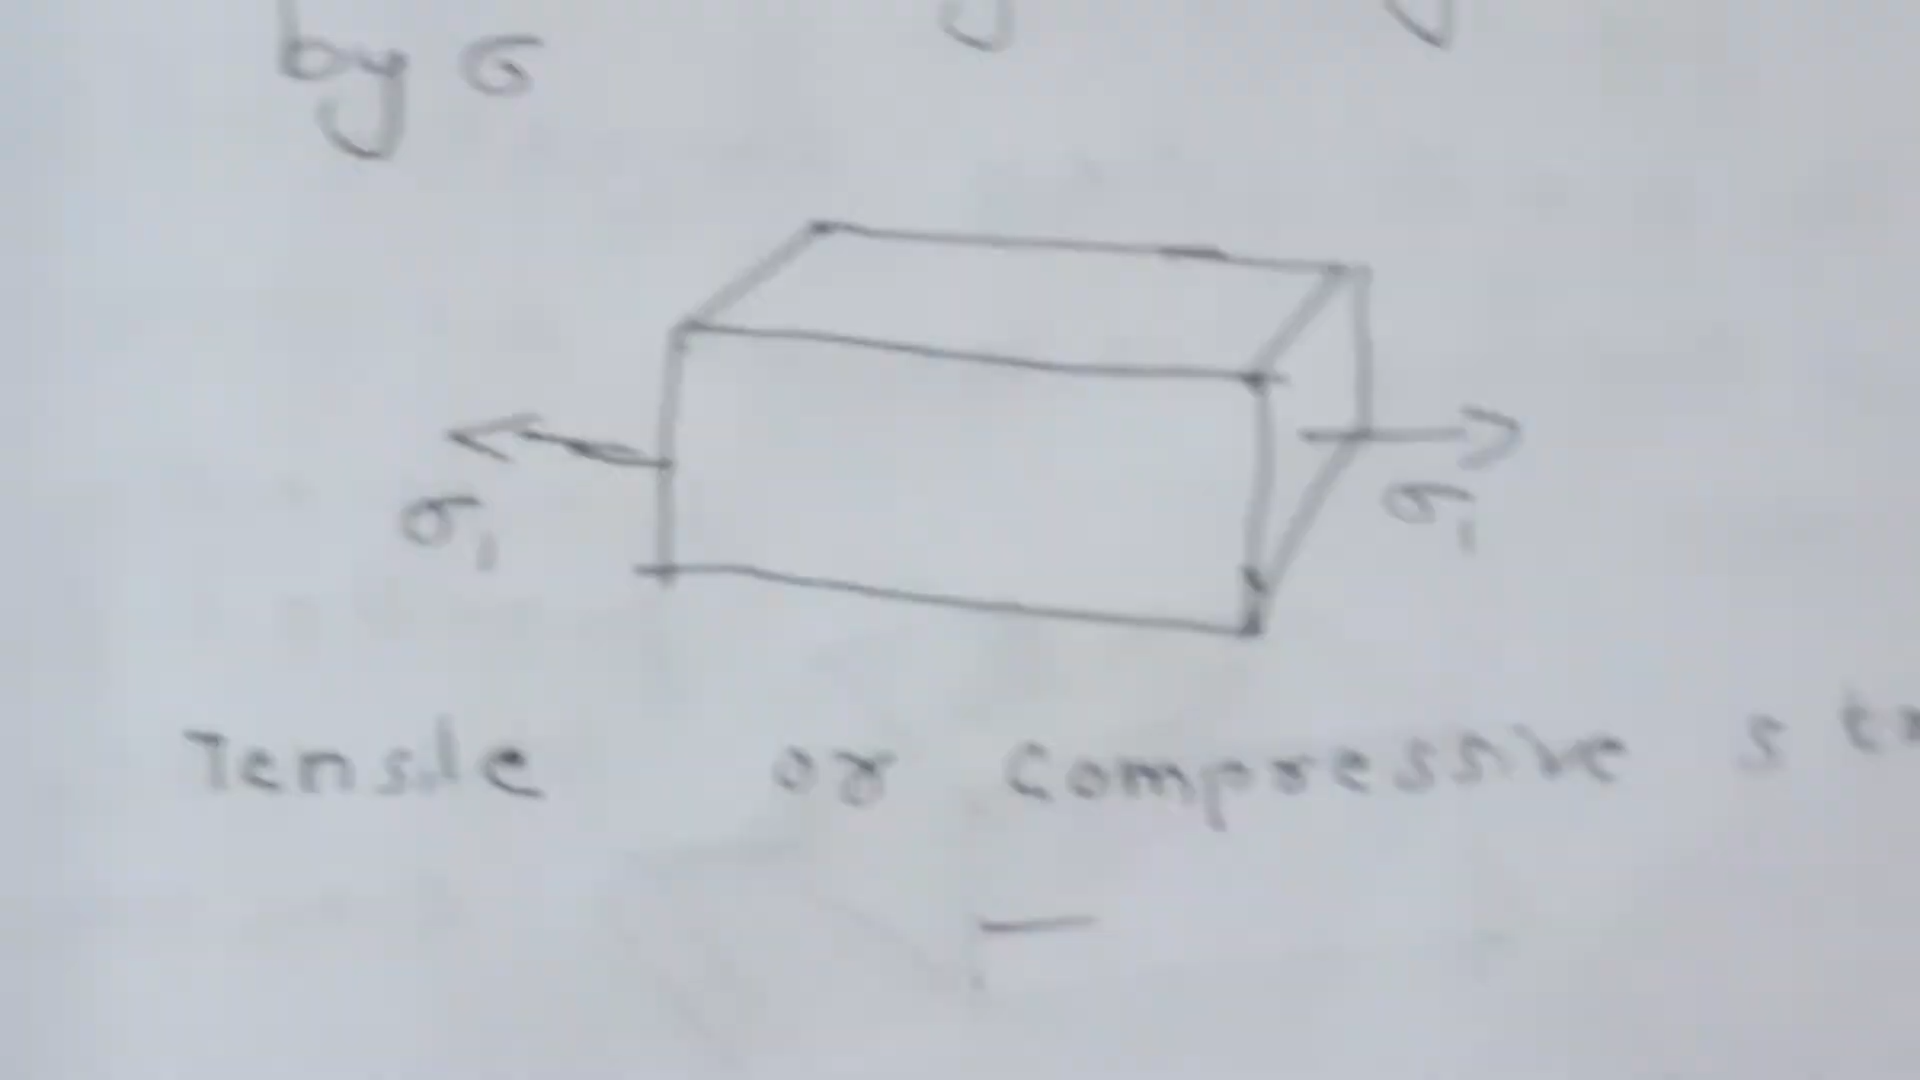 by σ
σ₁
σ₁
Tensile or compressive